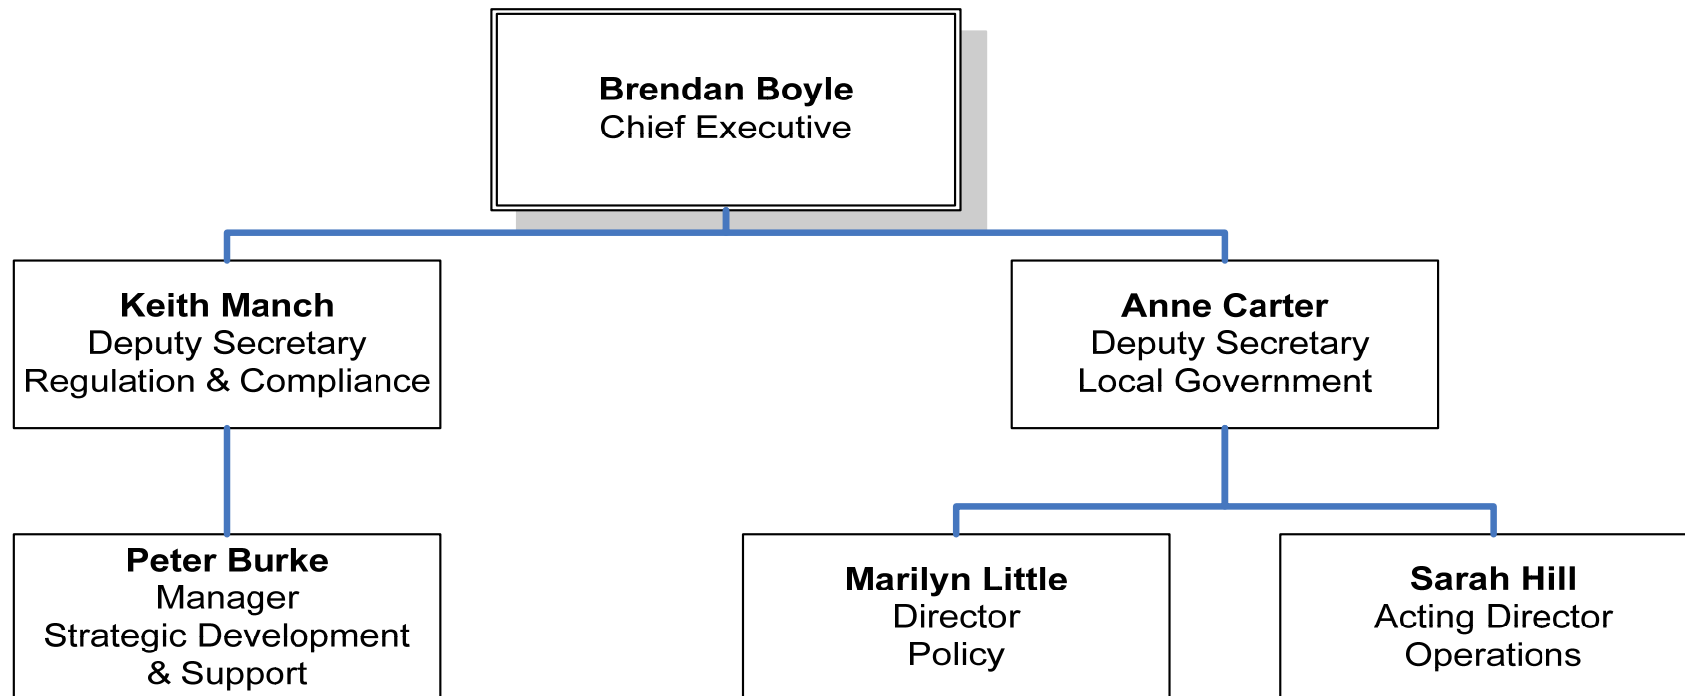 Brendan Boyle
Chief Executive
Keith Manch
Deputy Secretary
Regulation & Compliance
Anne Carter
Deputy Secretary
Local Government
Peter Burke
Manager
Strategic Development
& Support
Marilyn Little
Director
Policy
Sarah Hill
Acting Director
Operations